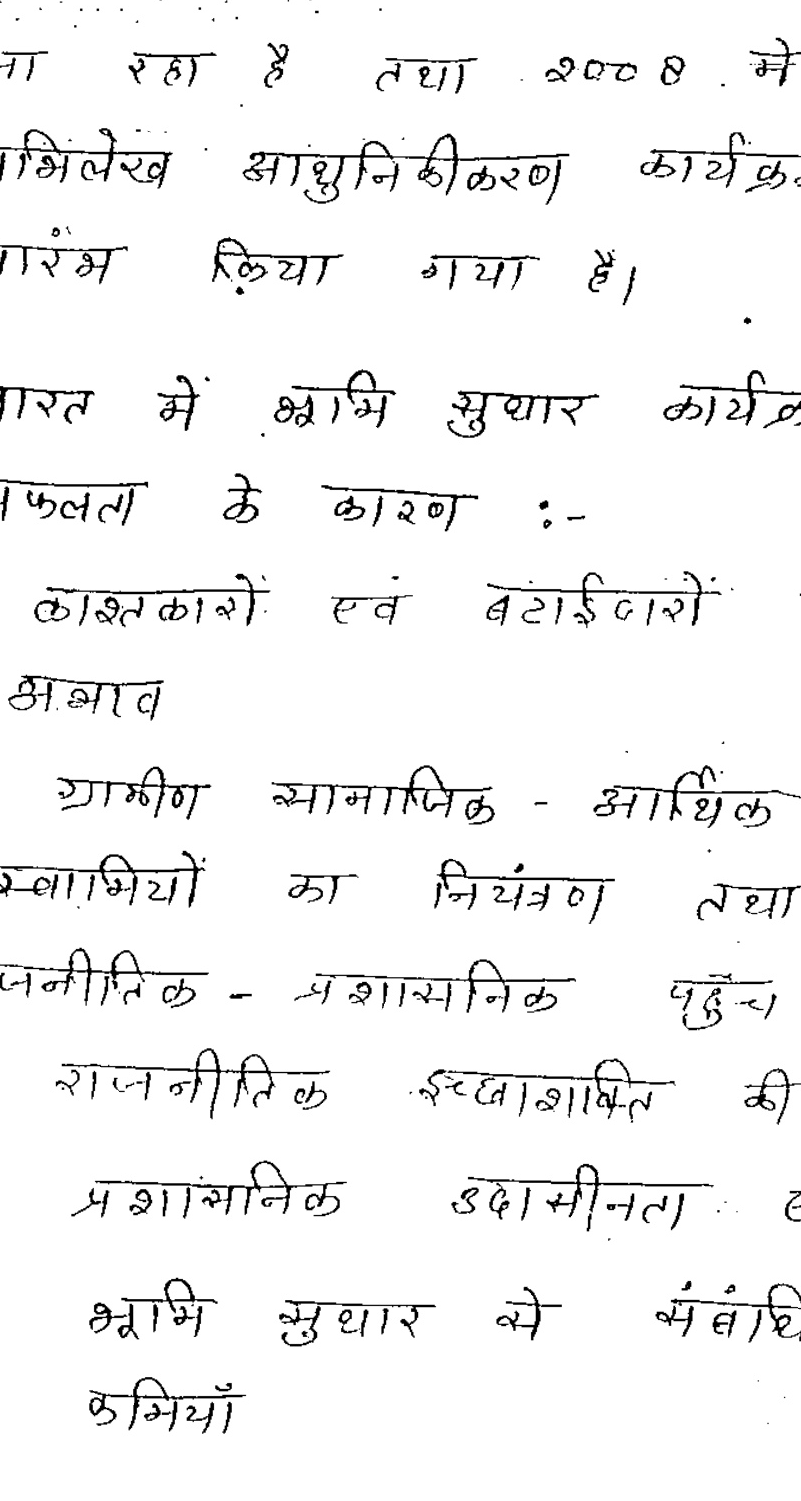 रहा है तथा 2008 में
भिलेख आधुनिकीकरण कार्यक्र
रंभ किया गया है।
रत में भूमि सुधार कार्यक्र
फलता के कारण :-
काश्तकारों एवं बटाईदारों
अभाव
ग्रामीण सामाजिक - आर्थिक
स्वामियों का नियंत्रण तथा
जनीतिक - प्रशासनिक पहुँच
राजनीतिक इच्छाशक्ति की
प्रशासनिक उदासीनता
भूमि सुधार से संबंधि
कमियाँ